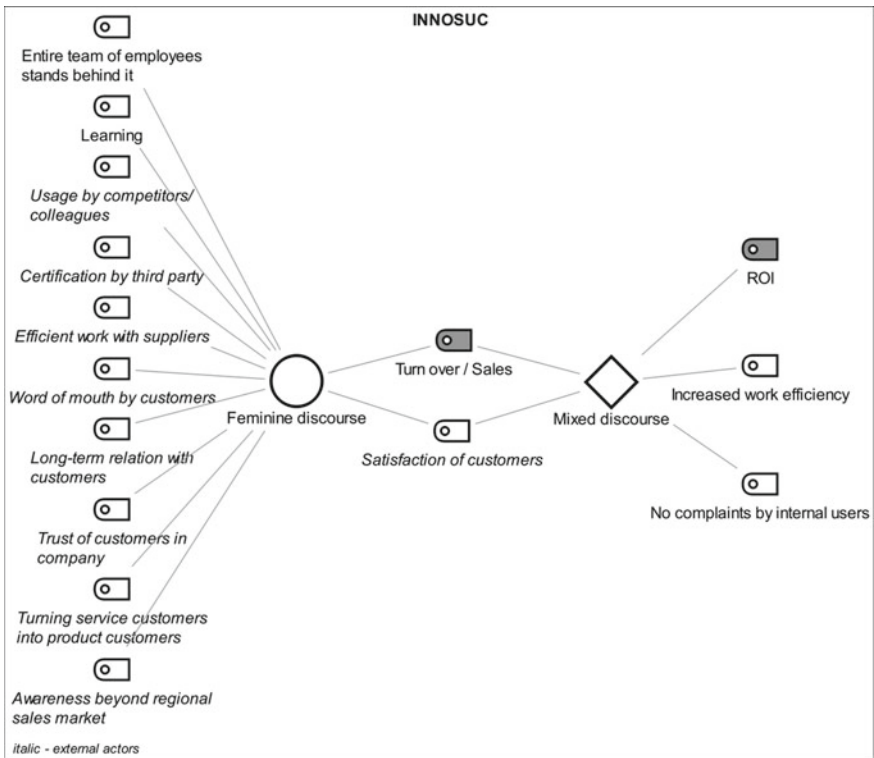 INNOSUC
Entire team of employees
stands behind it
Learning
Usage by competitors/
colleagues
Certification by third party
Efficient work with suppliers
Word of mouth by customers
Long-term relation with
customers
Trust of customers in
company
Turning service customers
into product customers
Awareness beyond regional
sales market
Feminine discourse
Turn over / Sales
Satisfaction of customers
Mixed discourse
ROI
Increased work efficiency
No complaints by internal users
italic - external actors